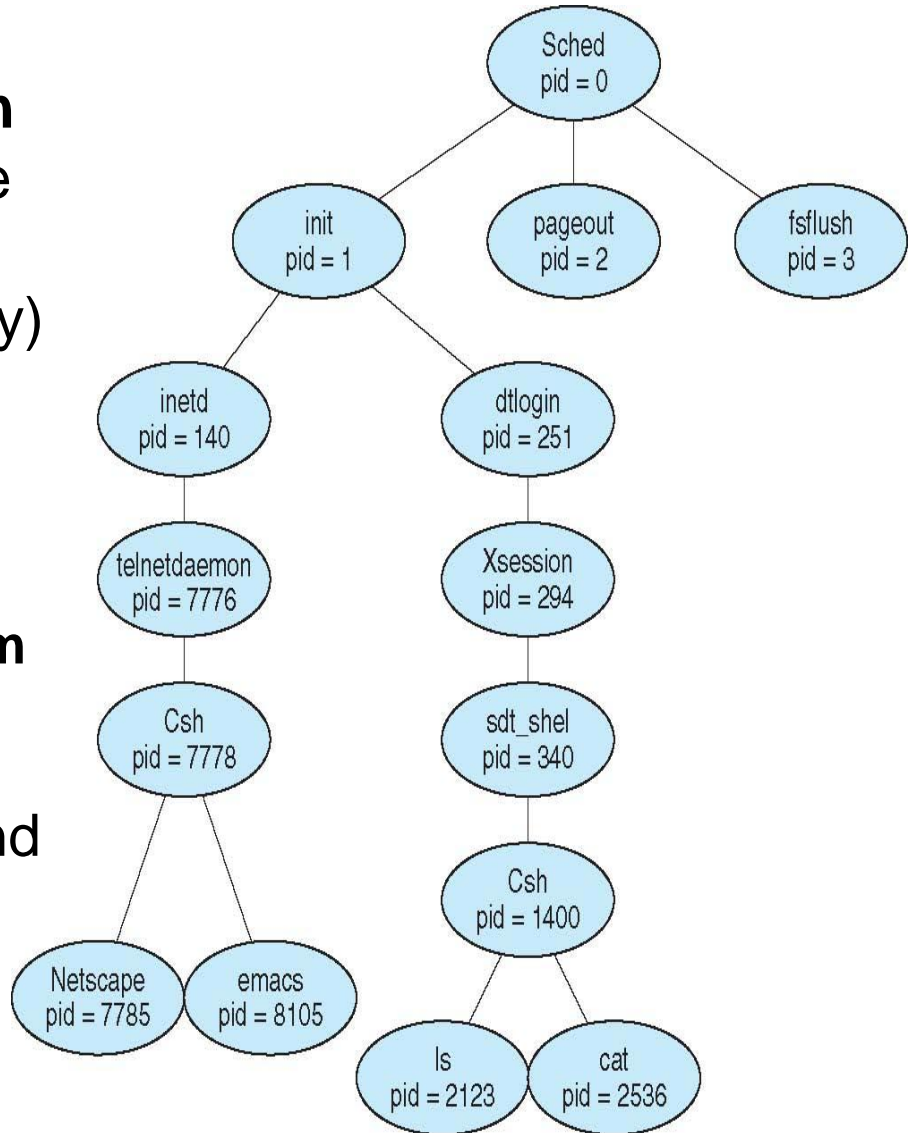 Sched
pid = 0
init
pid = 1
pageout
pid = 2
fsflush
pid = 3
y)
inetd
pid = 140
dtlogin
pid = 251
telnetdaemon
pid = 7776
Xsession
pid = 294
m
Csh
pid = 7778
sdt_shel
pid = 340
nd
Csh
pid = 1400
Netscape
pid = 7785
emacs
pid = 8105
ls
pid = 2123
cat
pid = 2536